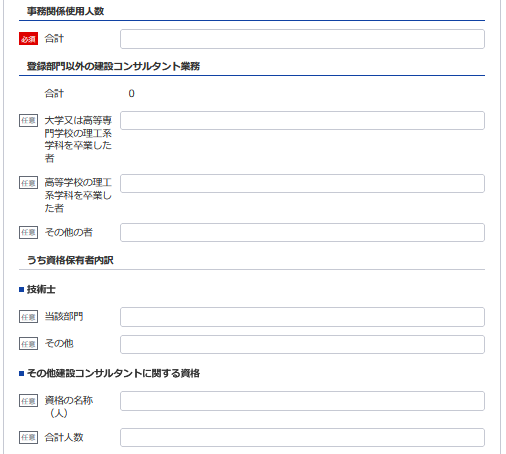 事務関係使用人数
必須 合計
登録部門以外の建設コンサルタント業務
合計 0
任意 大学又は高等専
門学校の理工系
学科を卒業した
者
任意 高等学校の理工
系学科を卒業し
た者
任意 その他の者
うち資格保有者内訳
技術士
任意 当該部門
任意 その他
その他建設コンサルタントに関する資格
任意 資格の名称
（人）
任意 合計人数